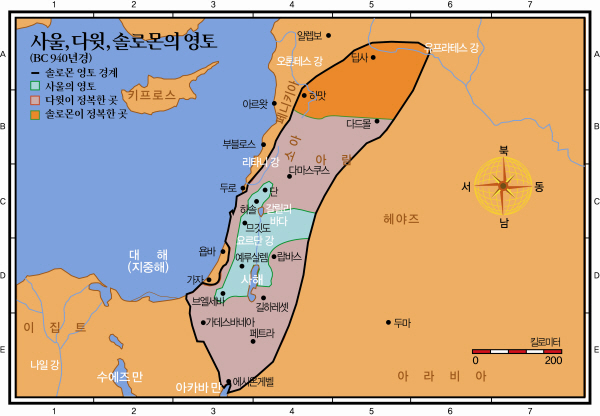 1 2 3 4 5 6 7
사울, 다윗, 솔로몬의 영토
(BC 940년경)
솔로몬 영토 경계
사울의 영토
다윗이 정복한 곳
솔로몬이 정복한 곳
A
B
C
D
E
알렙보
유프라테스 강
오론테스 강
딥사
키프로스
아르왓
하맛
페니키아
다드몰
부블로스
소 아 람
리타니 강
다마스쿠스
두로
단
하솔
갈릴리
바다
므깃도
헤야즈
북
서
동
남
요르단 강
대 해
(지중해)
욥바
예루살렘
랍바스
가자
사해
브엘세바
길하레셋
이 집 트
가데스바네아
페트라
두마
나일 강
수에즈 만
아카바 만
에시온게벨
킬로미터
0 200
아 라 비 아
A
B
C
D
E
1 2 3 4 5 6 7